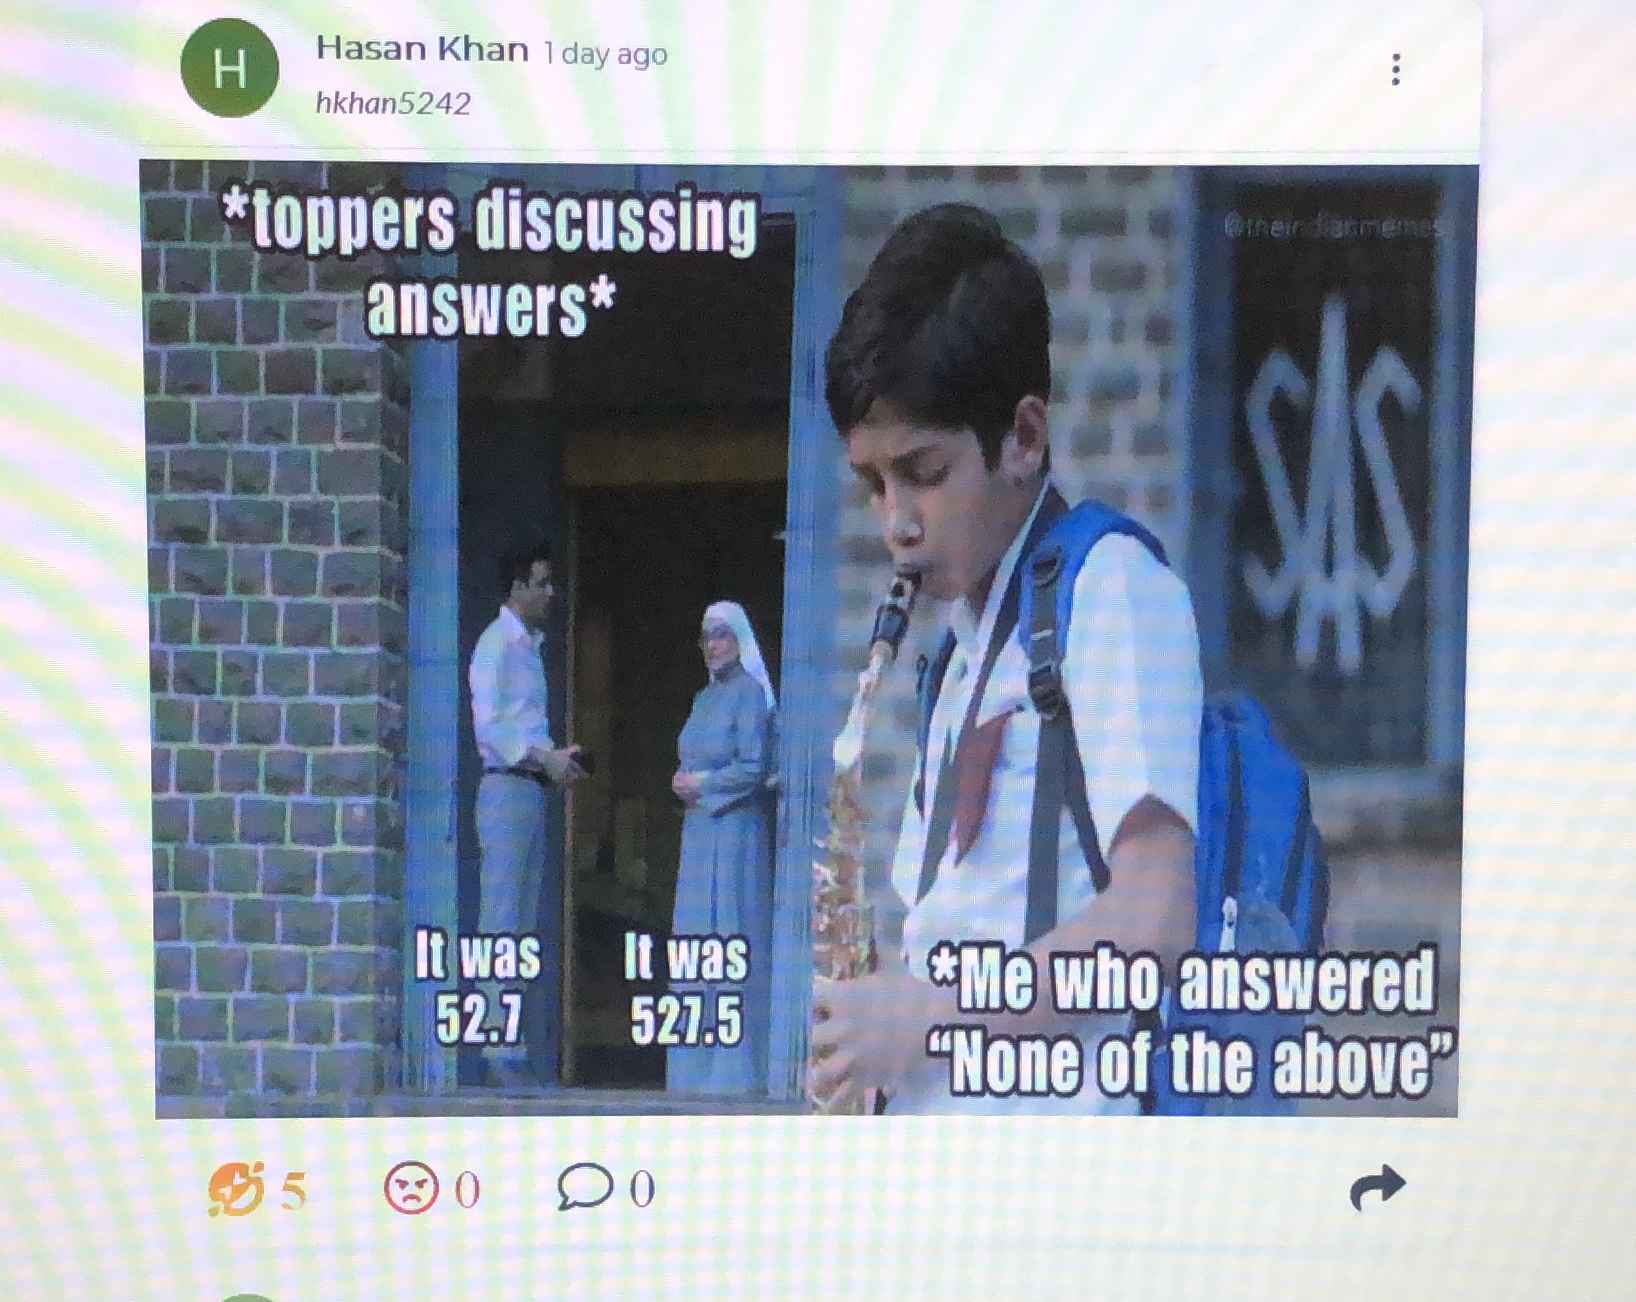 H
Hasan Khan 1 day ago
hkhan5242
*toppers discussing
answers*
@theindianmemes
SAS
It was
52.7
It was
527.5
*Me who answered
“None of the above”
5
0
0